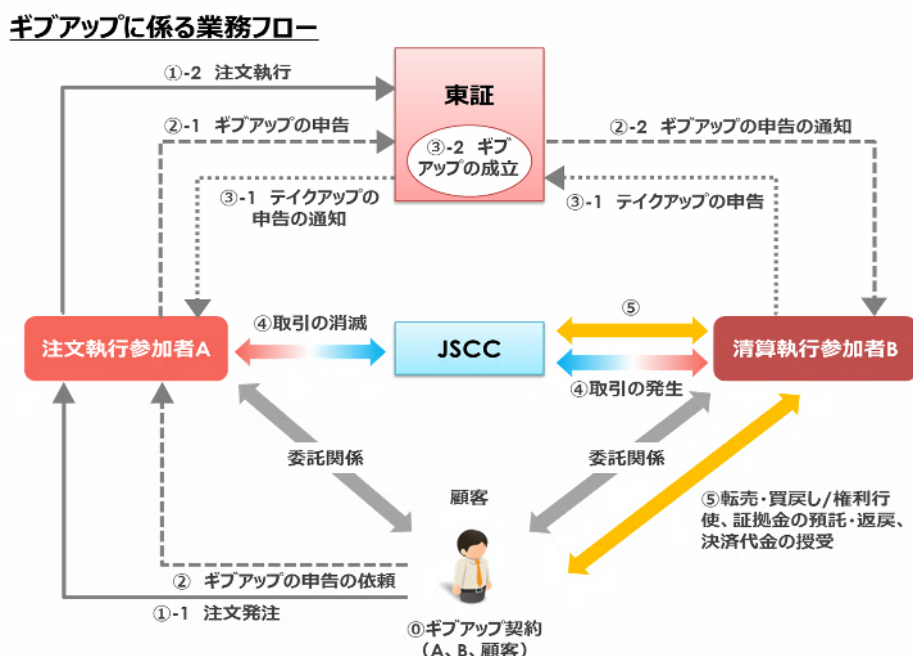 ギブアップに係る業務フロー
①-2 注文執行
東証
②-1 ギブアップの申告
②-2 ギブアップの申告の通知
③-2 ギブ
アップの成立
③-1 テイクアップの
申告の通知
③-1 テイクアップの申告
注文執行参加者A
④取引の消滅
JSCC
⑤
④取引の発生
清算執行参加者B
委託関係
委託関係
顧客
⑤転売・買戻し/権利行
使、証拠金の預託・返戻、
決済代金の授受
② ギブアップの申告の依頼
①-1 注文発注
⓪ギブアップ契約
（A、B、顧客）